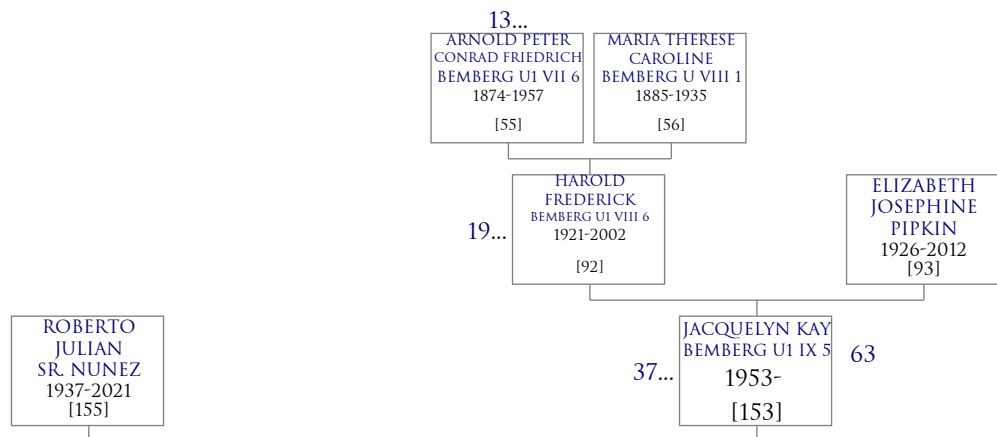 13...
ARNOLD PETER
CONRAD FRIEDRICH
BEMBERG U1 VII 6
1874-1957
[55]
MARIA THERESE
CAROLINE
BEMBERG U VIII 1
1885-1935
[56]
HAROLD
FREDERICK
BEMBERG U1 VIII 6
1921-2002
[92]
19...
ELIZABETH
JOSEPHINE
PIPKIN
1926-2012
[93]
ROBERTO
JULIAN
SR. NUNEZ
1937-2021
[155]
37...
JACQUELYN KAY
BEMBERG U1 IX 5
1953-
[153]
63